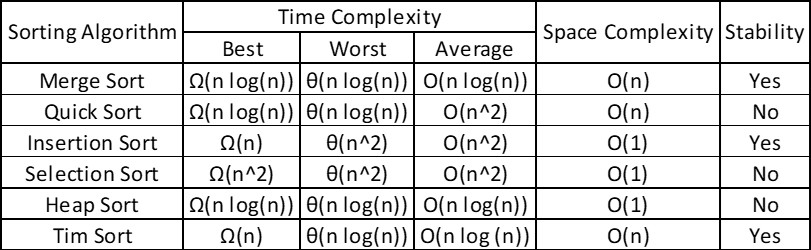 Sorting Algorithm Time Complexity Space Complexity Stability
Best Worst Average
Merge Sort Ω(n log(n)) θ(n log(n)) O(n log(n)) O(n) Yes
Quick Sort Ω(n log(n)) θ(n log(n)) O(n^2) O(n) No
Insertion Sort Ω(n) θ(n^2) O(n^2) O(1) Yes
Selection Sort Ω(n^2) θ(n^2) O(n^2) O(1) No
Heap Sort Ω(n log(n)) θ(n log(n)) O(n log(n)) O(1) No
Tim Sort Ω(n) θ(n log(n)) O(n log (n)) O(n) Yes